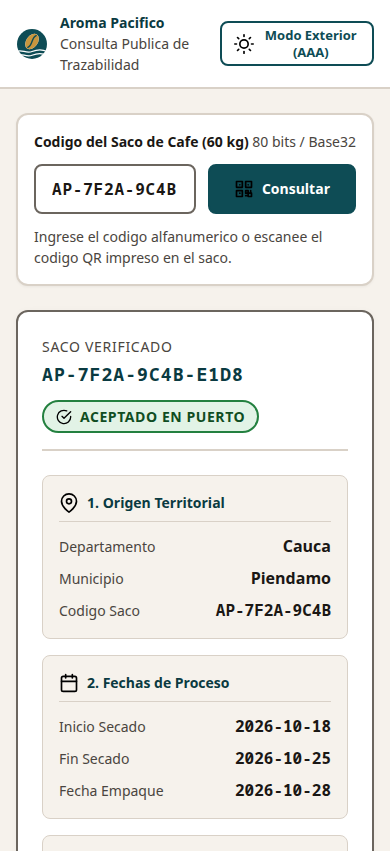 Aroma Pacifico
Consulta Publica de
Trazabilidad
Modo Exterior
(AAA)
Codigo del Saco de Cafe (60 kg) 80 bits / Base32
AP-7F2A-9C4B
Consultar
Ingrese el codigo alfanumerico o escanee el
codigo QR impreso en el saco.
SACO VERIFICADO
AP-7F2A-9C4B-E1D8
ACEPTADO EN PUERTO
1. Origen Territorial
Departamento Cauca
Municipio Piendamo
Codigo Saco AP-7F2A-9C4B
2. Fechas de Proceso
Inicio Secado 2026-10-18
Fin Secado 2026-10-25
Fecha Empaque 2026-10-28